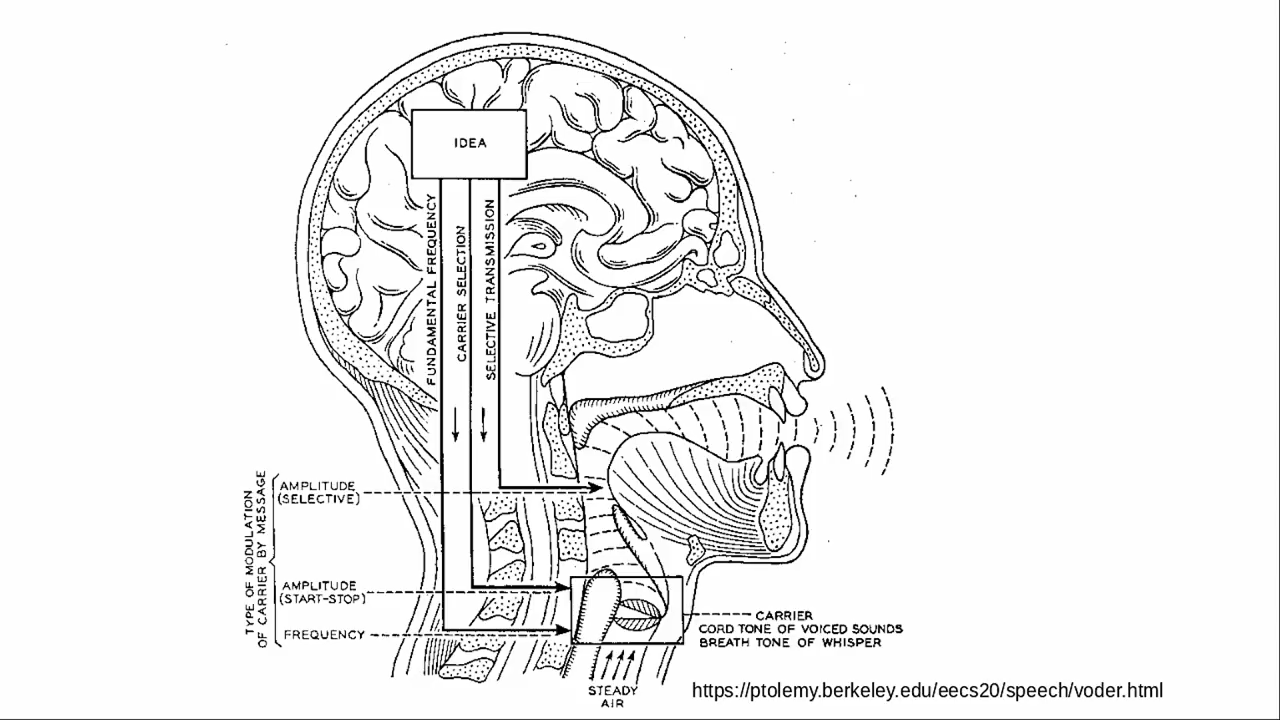 IDEA
FUNDAMENTAL FREQUENCY
CARRIER SELECTION
SELECTIVE TRANSMISSION
TYPE OF MODULATION
OF CARRIER BY MESSAGE
AMPLITUDE
(SELECTIVE)
AMPLITUDE
(START-STOP)
FREQUENCY
CARRIER
CORD TONE OF VOICED SOUNDS
BREATH TONE OF WHISPER
STEADY
AIR
https://ptolemy.berkeley.edu/eecs20/speech/voder.html